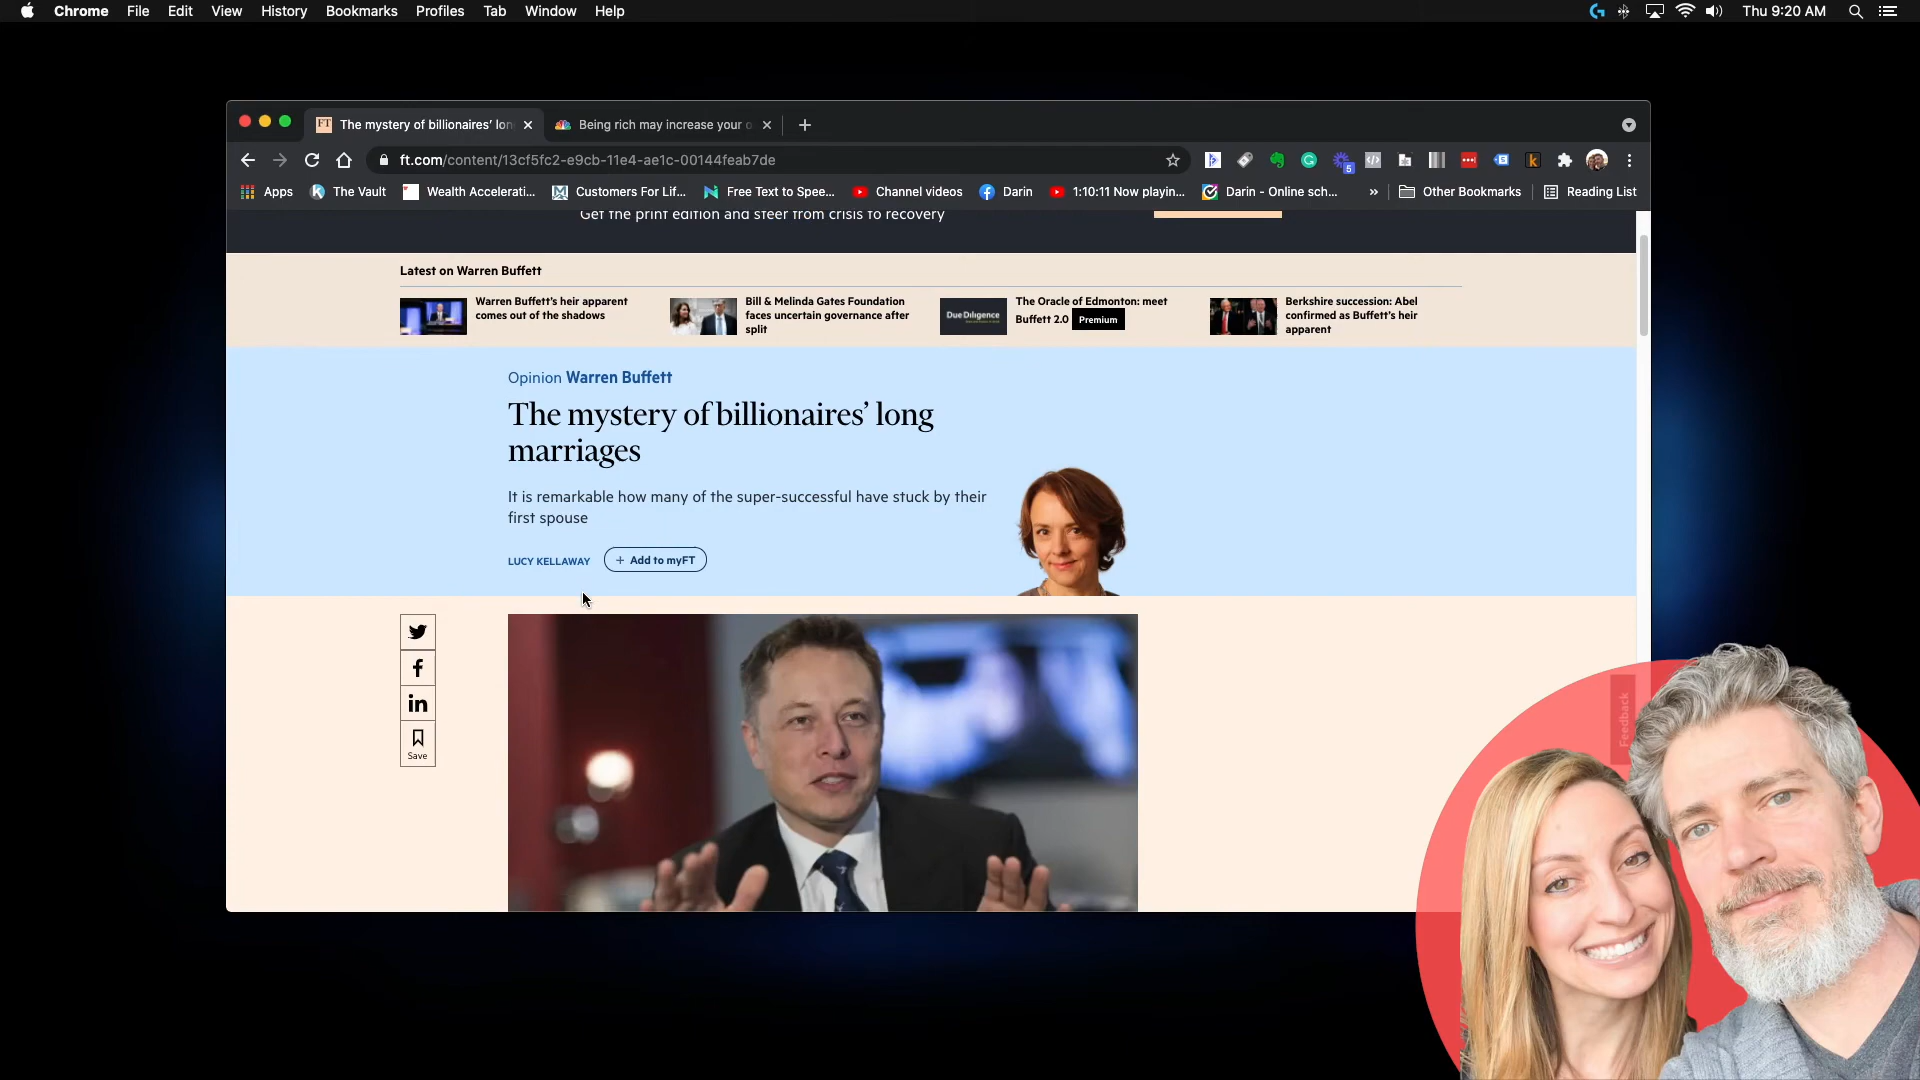 Chrome File Edit View History Bookmarks Profiles Tab Window Help
Thu 9:20 AM
FT The mystery of billionaires' lon
Being rich may increase your o
ft.com/content/13cf5fc2-e9cb-11e4-ae1c-00144feab7de
5
k
Apps
The Vault
Wealth Accelerati...
Customers For Lif...
Free Text to Spee...
Channel videos
Darin
1:10:11 Now playin...
Darin - Online sch...
»
Other Bookmarks
Reading List
Get the print edition and steer from crisis to recovery
Latest on Warren Buffett
Warren Buffett's heir apparent
comes out of the shadows
Bill & Melinda Gates Foundation
faces uncertain governance after
split
Due Diligence
The Oracle of Edmonton: meet
Buffett 2.0 Premium
Berkshire succession: Abel
confirmed as Buffett's heir
apparent
Opinion Warren Buffett
The mystery of billionaires' long
marriages
It is remarkable how many of the super-successful have stuck by their
first spouse
LUCY KELLAWAY
+ Add to myFT
Save
Feedback